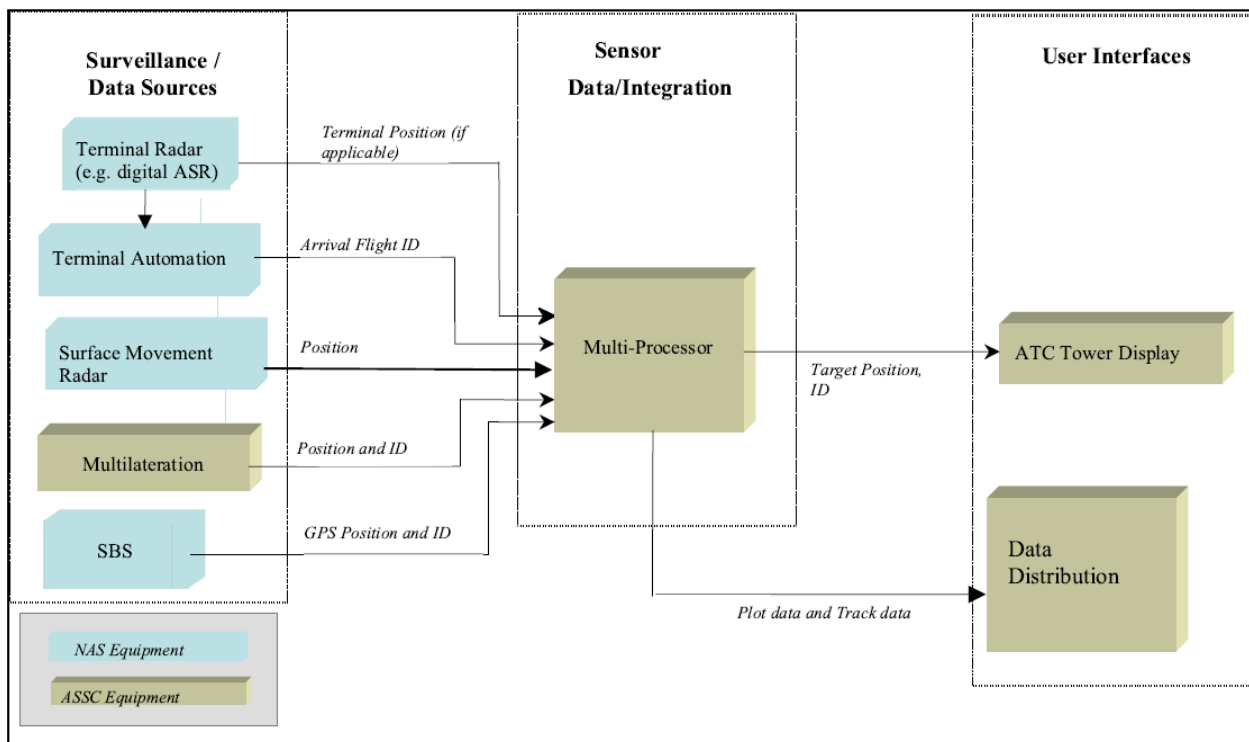 Surveillance /
Data Sources
Terminal Radar
(e.g. digital ASR)
Terminal Automation
Surface Movement
Radar
Multilateration
SBS
NAS Equipment
ASSC Equipment
Terminal Position (if
applicable)
Arrival Flight ID
Position
Position and ID
GPS Position and ID
Sensor
Data/Integration
Multi-Processor
Target Position,
ID
Plot data and Track data
User Interfaces
ATC Tower Display
Data
Distribution